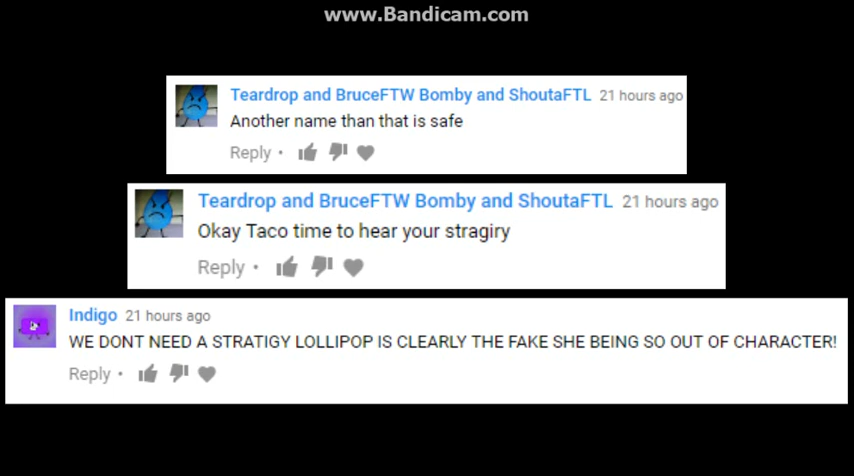 www.Bandicam.com
Teardrop and BruceFTW Bomby and ShoutaFTL 21 hours ago
Another name than that is safe
Reply •
Teardrop and BruceFTW Bomby and ShoutaFTL 21 hours ago
Okay Taco time to hear your stragiry
Reply •
Indigo 21 hours ago
WE DONT NEED A STRATIGY LOLLIPOP IS CLEARLY THE FAKE SHE BEING SO OUT OF CHARACTER!
Reply •